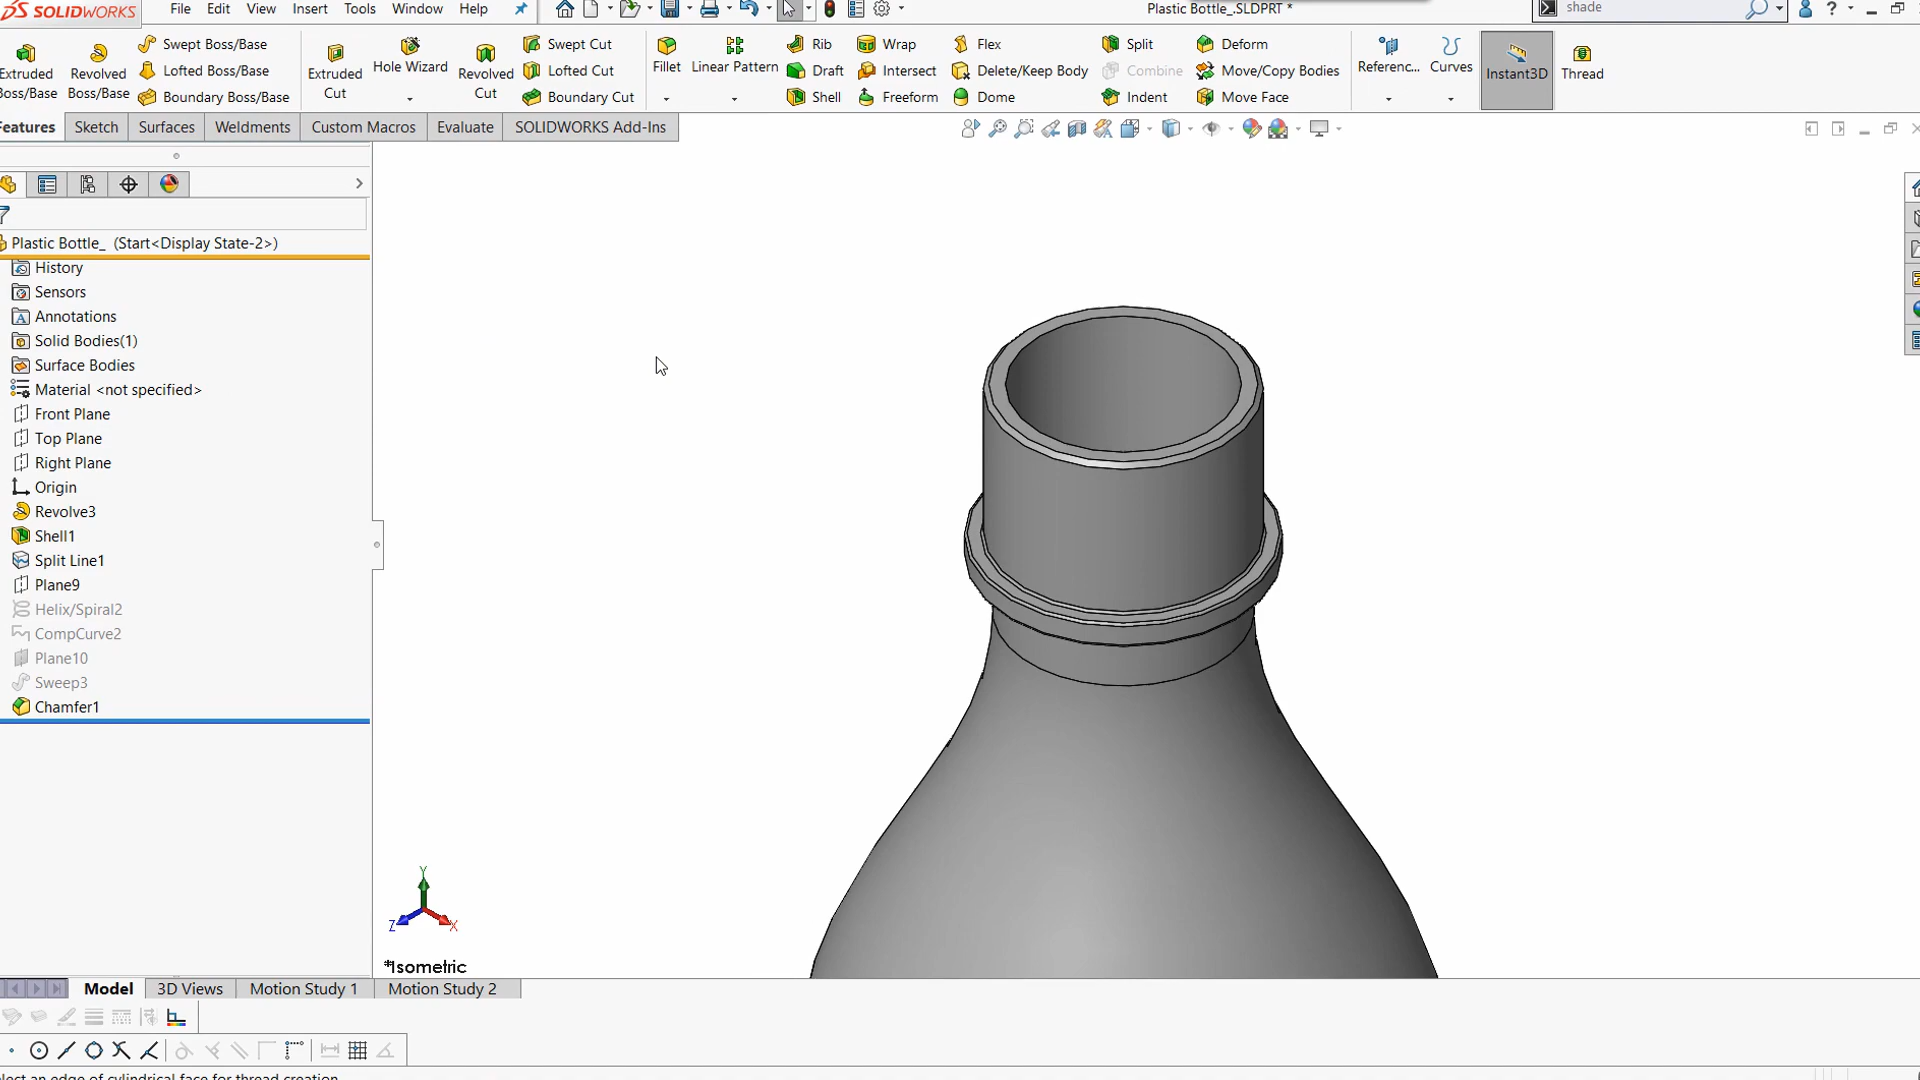 SOLIDWORKS File Edit View Insert Tools Window Help Plastic Bottle_.SLDPRT * shade ?
Extruded Boss/Base
Revolved Boss/Base
Swept Boss/Base
Lofted Boss/Base
Boundary Boss/Base
Extruded Cut
Hole Wizard
Revolved Cut
Swept Cut
Lofted Cut
Boundary Cut
Fillet
Linear Pattern
Rib
Draft
Shell
Wrap
Intersect
Freeform
Flex
Delete/Keep Body
Dome
Split
Combine
Indent
Deform
Move/Copy Bodies
Move Face
Referenc...
Curves
Instant3D
Thread
Features Sketch Surfaces Weldments Custom Macros Evaluate SOLIDWORKS Add-Ins
Plastic Bottle_ (Start<Display State-2>)
History
Sensors
Annotations
Solid Bodies(1)
Surface Bodies
Material <not specified>
Front Plane
Top Plane
Right Plane
Origin
Revolve3
Shell1
Split Line1
Plane9
Helix/Spiral2
CompCurve2
Plane10
Sweep3
Chamfer1
Y
Z X
*Isometric
Model 3D Views Motion Study 1 Motion Study 2
lect an edge of cylindrical face for thread creation